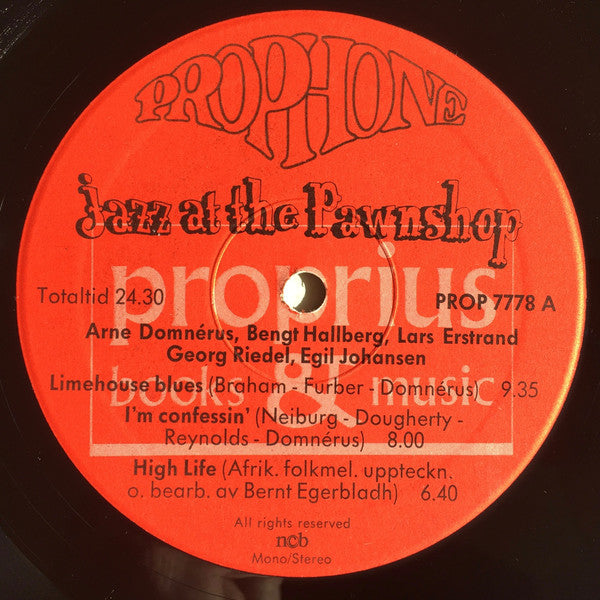 PROPHONE
Jazz at the Pawnshop
proprius
Totaltid 24.30 PROP 7778 A
Arne Domnérus, Bengt Hallberg, Lars Erstrand
Georg Riedel, Egil Johansen
books & music
Limehouse blues (Braham - Furber - Domnérus) 9.35
I'm confessin' (Neiburg - Dougherty -
Reynolds - Domnérus) 8.00
High Life (Afrik. folkmel. uppteckn.
o. bearb. av Bernt Egerbladh) 6.40
All rights reserved
n©b
Mono/Stereo